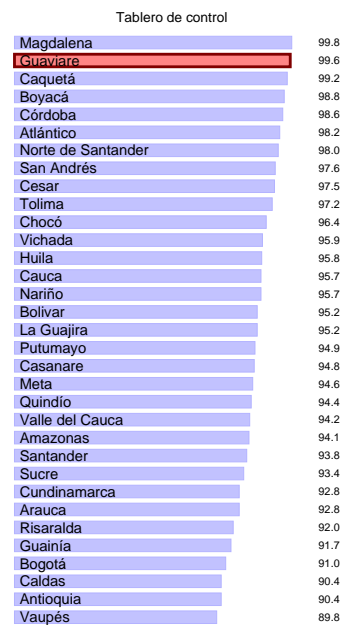 Tablero de control
Magdalena 99.8
Guaviare 99.6
Caquetá 99.2
Boyacá 98.8
Córdoba 98.6
Atlántico 98.2
Norte de Santander 98.0
San Andrés 97.6
Cesar 97.5
Tolima 97.2
Chocó 96.4
Vichada 95.9
Huila 95.8
Cauca 95.7
Nariño 95.7
Bolivar 95.2
La Guajira 95.2
Putumayo 94.9
Casanare 94.8
Meta 94.6
Quindío 94.4
Valle del Cauca 94.2
Amazonas 94.1
Santander 93.8
Sucre 93.4
Cundinamarca 92.8
Arauca 92.8
Risaralda 92.0
Guainía 91.7
Bogotá 91.0
Caldas 90.4
Antioquia 90.4
Vaupés 89.8